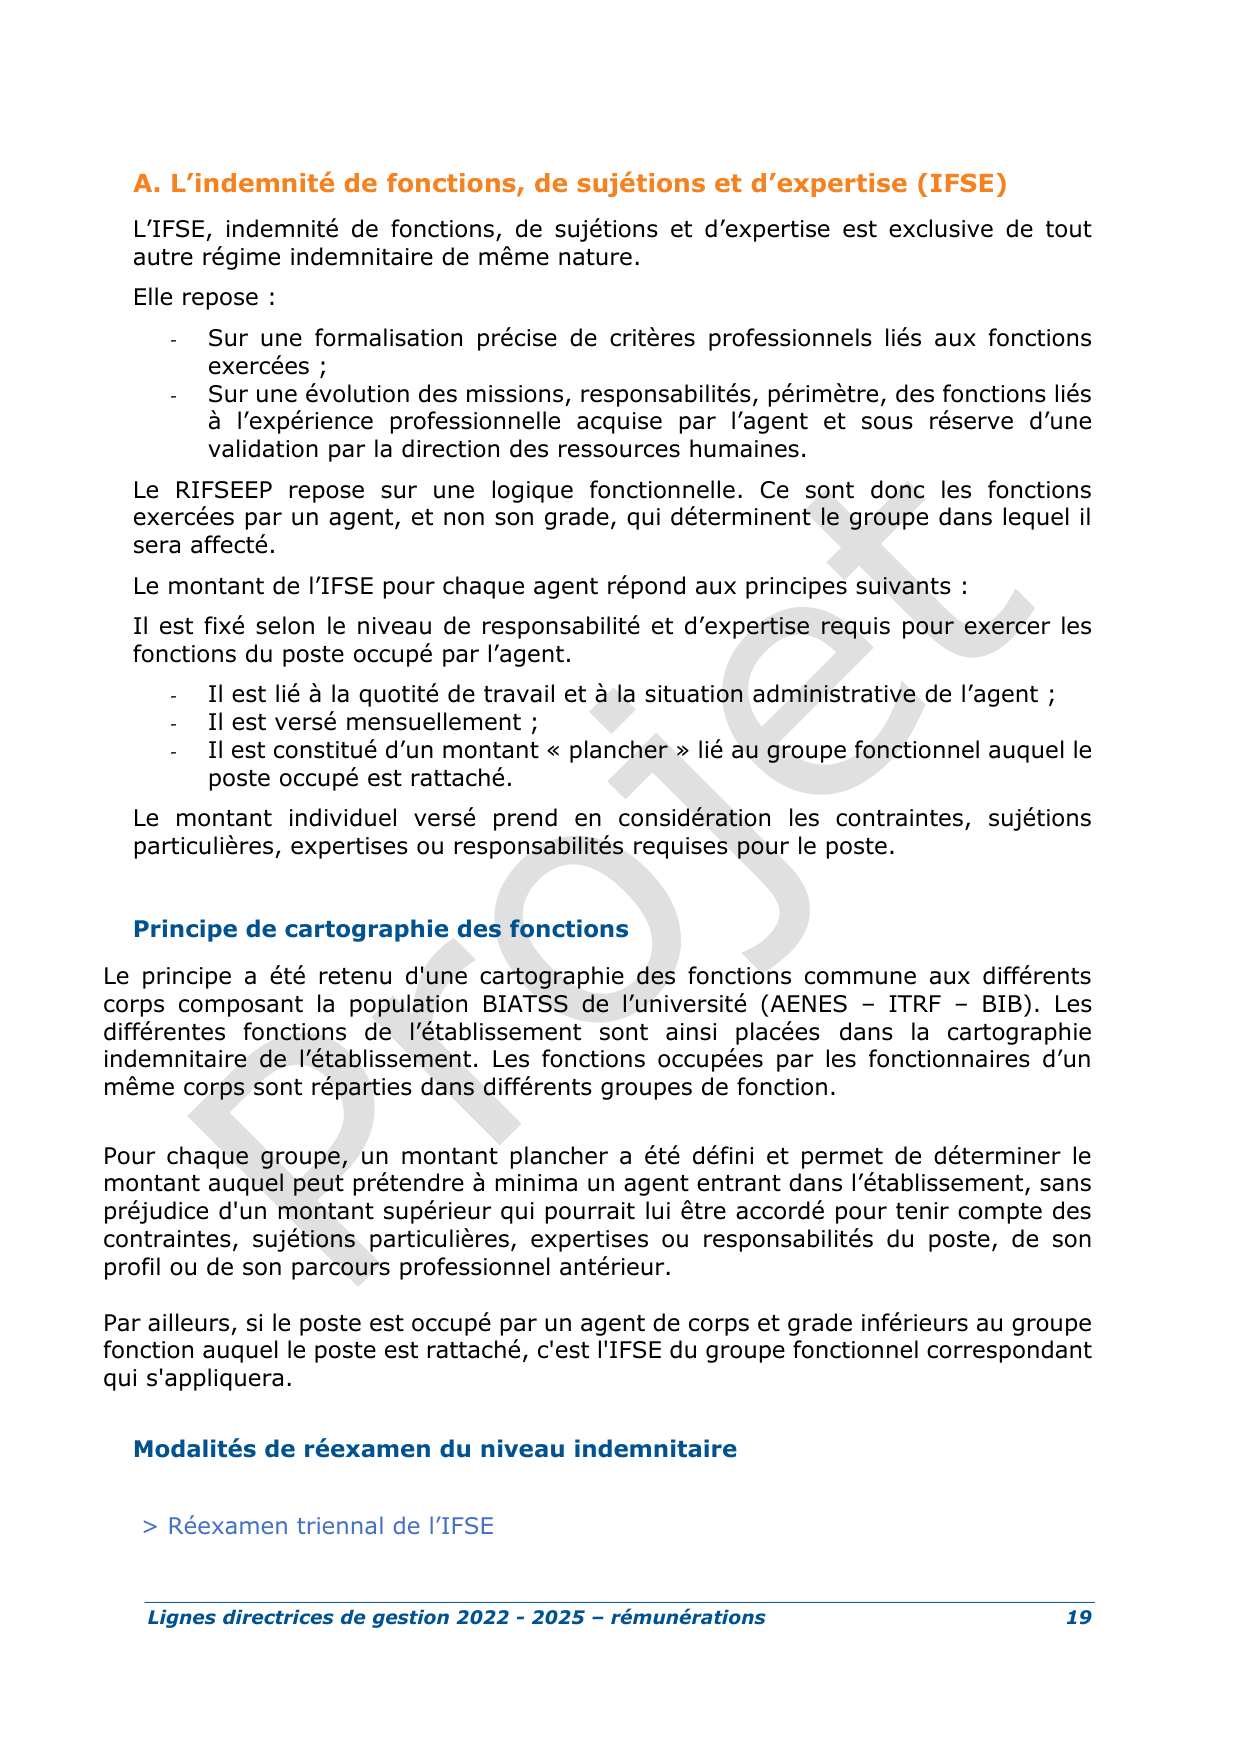 A. L’indemnité de fonctions, de sujétions et d’expertise (IFSE)
L’IFSE, indemnité de fonctions, de sujétions et d’expertise est exclusive de tout
autre régime indemnitaire de même nature.
Elle repose :
- Sur une formalisation précise de critères professionnels liés aux fonctions
exercées ;
- Sur une évolution des missions, responsabilités, périmètre, des fonctions liés
à l’expérience professionnelle acquise par l’agent et sous réserve d’une
validation par la direction des ressources humaines.
Le RIFSEEP repose sur une logique fonctionnelle. Ce sont donc les fonctions
exercées par un agent, et non son grade, qui déterminent le groupe dans lequel il
sera affecté.
Le montant de l’IFSE pour chaque agent répond aux principes suivants :
Il est fixé selon le niveau de responsabilité et d’expertise requis pour exercer les
fonctions du poste occupé par l’agent.
- Il est lié à la quotité de travail et à la situation administrative de l’agent ;
- Il est versé mensuellement ;
- Il est constitué d’un montant « plancher » lié au groupe fonctionnel auquel le
poste occupé est rattaché.
Le montant individuel versé prend en considération les contraintes, sujétions
particulières, expertises ou responsabilités requises pour le poste.
Principe de cartographie des fonctions
Le principe a été retenu d'une cartographie des fonctions commune aux différents
corps composant la population BIATSS de l’université (AENES – ITRF – BIB). Les
différentes fonctions de l’établissement sont ainsi placées dans la cartographie
indemnitaire de l’établissement. Les fonctions occupées par les fonctionnaires d’un
même corps sont réparties dans différents groupes de fonction.
Pour chaque groupe, un montant plancher a été défini et permet de déterminer le
montant auquel peut prétendre à minima un agent entrant dans l’établissement, sans
préjudice d'un montant supérieur qui pourrait lui être accordé pour tenir compte des
contraintes, sujétions particulières, expertises ou responsabilités du poste, de son
profil ou de son parcours professionnel antérieur.
Par ailleurs, si le poste est occupé par un agent de corps et grade inférieurs au groupe
fonction auquel le poste est rattaché, c'est l'IFSE du groupe fonctionnel correspondant
qui s'appliquera.
Modalités de réexamen du niveau indemnitaire
> Réexamen triennal de l’IFSE
Lignes directrices de gestion 2022 - 2025 – rémunérations 19
Projet